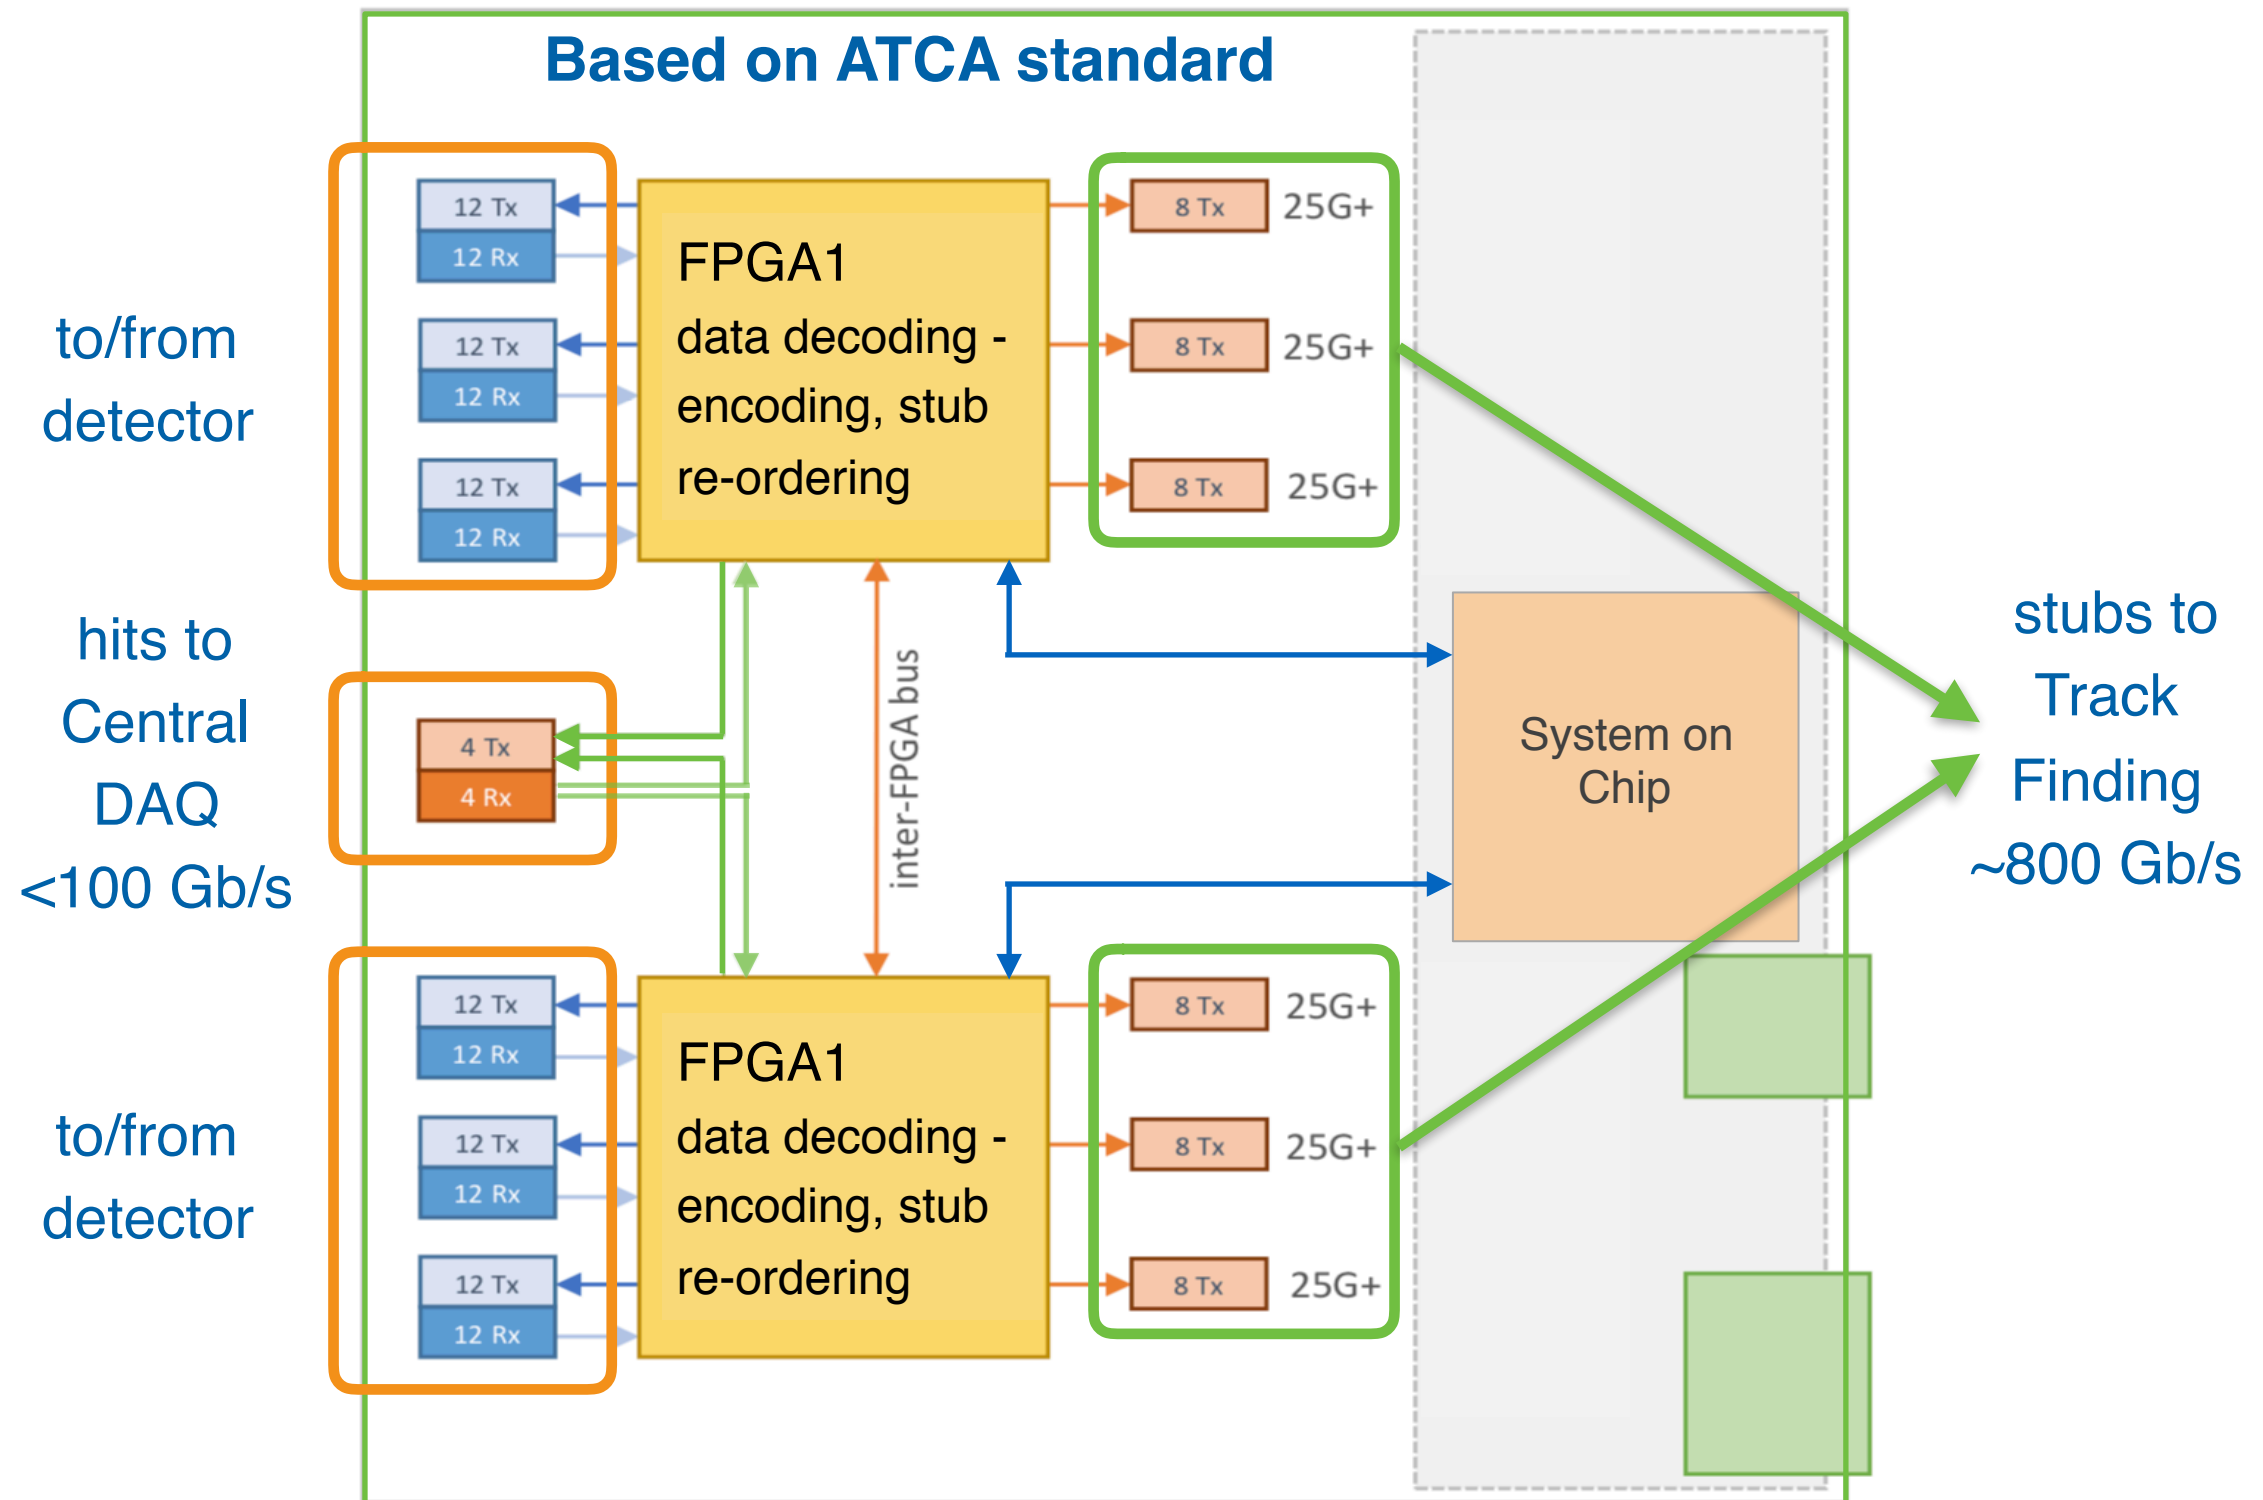 Based on ATCA standard
to/from
detector
12 Tx
12 Rx
12 Tx
12 Rx
12 Tx
12 Rx
FPGA1
data decoding -
encoding, stub
re-ordering
8 Tx 25G+
8 Tx 25G+
8 Tx 25G+
hits to
Central
DAQ
<100 Gb/s
4 Tx
4 Rx
inter-FPGA bus
System on
Chip
stubs to
Track
Finding
~800 Gb/s
to/from
detector
12 Tx
12 Rx
12 Tx
12 Rx
12 Tx
12 Rx
FPGA1
data decoding -
encoding, stub
re-ordering
8 Tx 25G+
8 Tx 25G+
8 Tx 25G+